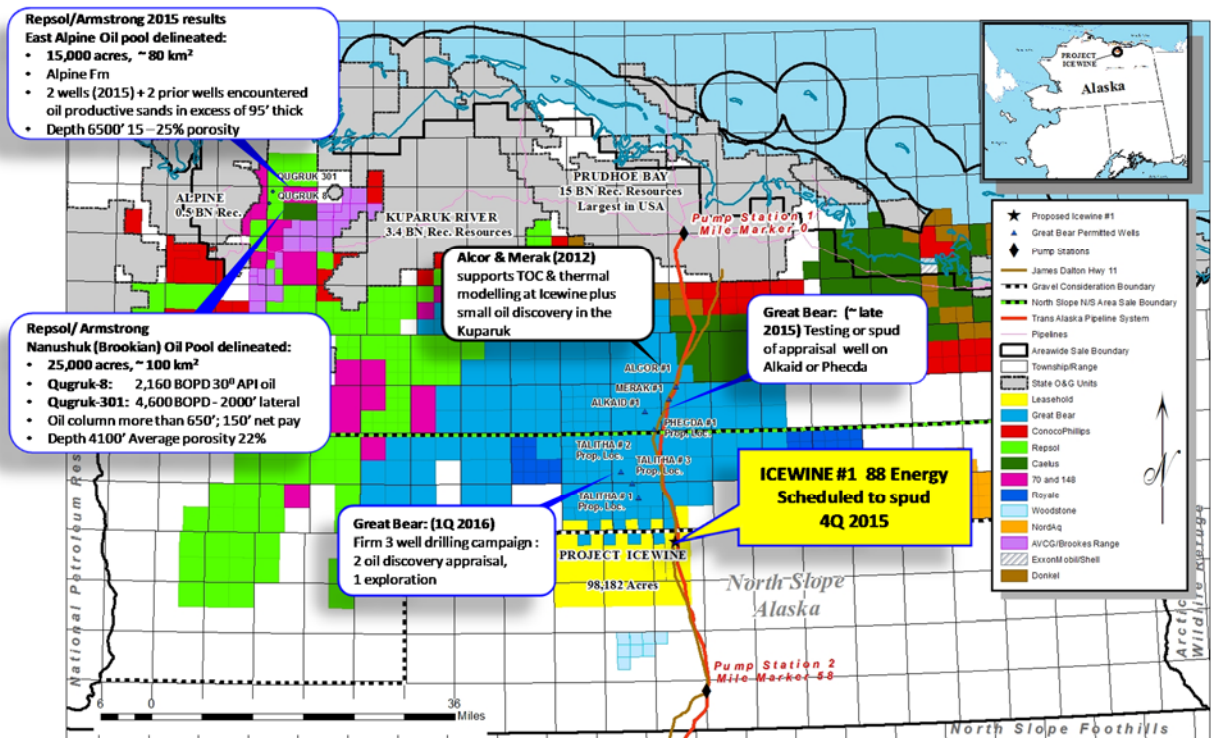 Repsol/Armstrong 2015 results
East Alpine Oil pool delineated:
• 15,000 acres, ~ 80 km²
• Alpine Fm
• 2 wells (2015) + 2 prior wells encountered
oil productive sands in excess of 95' thick
• Depth 6500' 15 – 25% porosity
PROJECT
ICEWINE
Alaska
QUGRUK 301
QUGRUK 8
ALPINE
0.5 BN Rec.
KUPARUK RIVER
3.4 BN Rec. Resources
PRUDHOE BAY
15 BN Rec. Resources
Largest in USA
Pump Station 1
Mile Marker 0
Alcor & Merak (2012)
supports TOC & thermal
modelling at Icewine plus
small oil discovery in the
Kuparuk
Great Bear: (~ late
2015) Testing or spud
of appraisal well on
Alkaid or Phecda
Repsol/ Armstrong
Nanushuk (Brookian) Oil Pool delineated:
• 25,000 acres, ~ 100 km²
• Qugruk-8: 2,160 BOPD 30⁰ API oil
• Qugruk-301: 4,600 BOPD - 2000' lateral
• Oil column more than 650'; 150' net pay
• Depth 4100' Average porosity 22%
ALCOR #1
MERAK #1
ALKAID #1
PHECDA #1
Prop. Loc.
TALITHA # 2
Prop. Loc.
TALITHA # 3
Prop. Loc.
TALITHA # 1
Prop. Loc.
ICEWINE #1 88 Energy
Scheduled to spud
4Q 2015
Great Bear: (1Q 2016)
Firm 3 well drilling campaign :
2 oil discovery appraisal,
1 exploration
PROJECT ICEWINE
98,182 Acres
North Slope
Alaska
Pump Station 2
Mile Marker 58
National Petroleum Res
Arctic
Wildlife Refuge
North Slope Foothills
6 0 36
Miles
N
Proposed Icewine #1
Great Bear Permitted Wells
Pump Stations
James Dalton Hwy 11
Gravel Consideration Boundary
North Slope N/S Area Sale Boundary
Trans Alaska Pipeline System
Pipelines
Areawide Sale Boundary
Township/Range
State O&G Units
Leasehold
Great Bear
ConocoPhillips
Repsol
Caelus
70 and 148
Royale
Woodstone
NordAq
AVCG/Brookes Range
ExxonMobil/Shell
Donkel